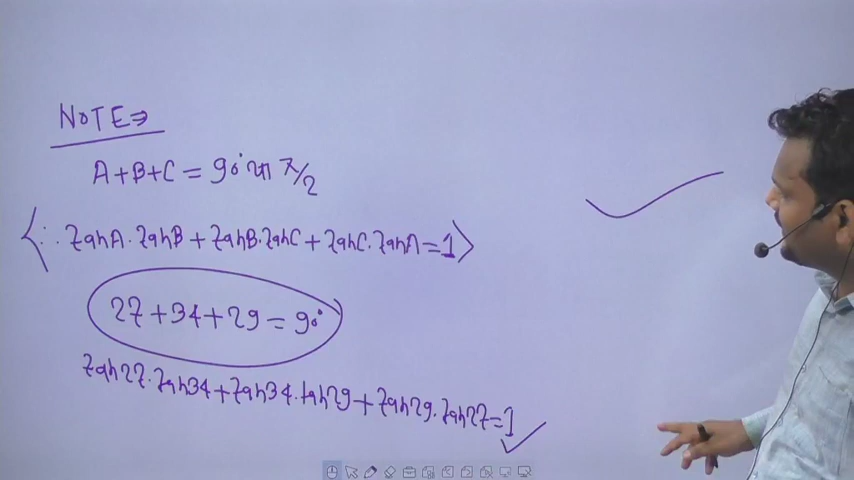 NOTE⇒
A+B+C = 90° या π/2
∴ tanA. tanB + tanB.tanC + tanC.tanA = 1
27 + 34 + 29 = 90°
tan27.tan34 + tan34.tan29 + tan29.tan27 = 1